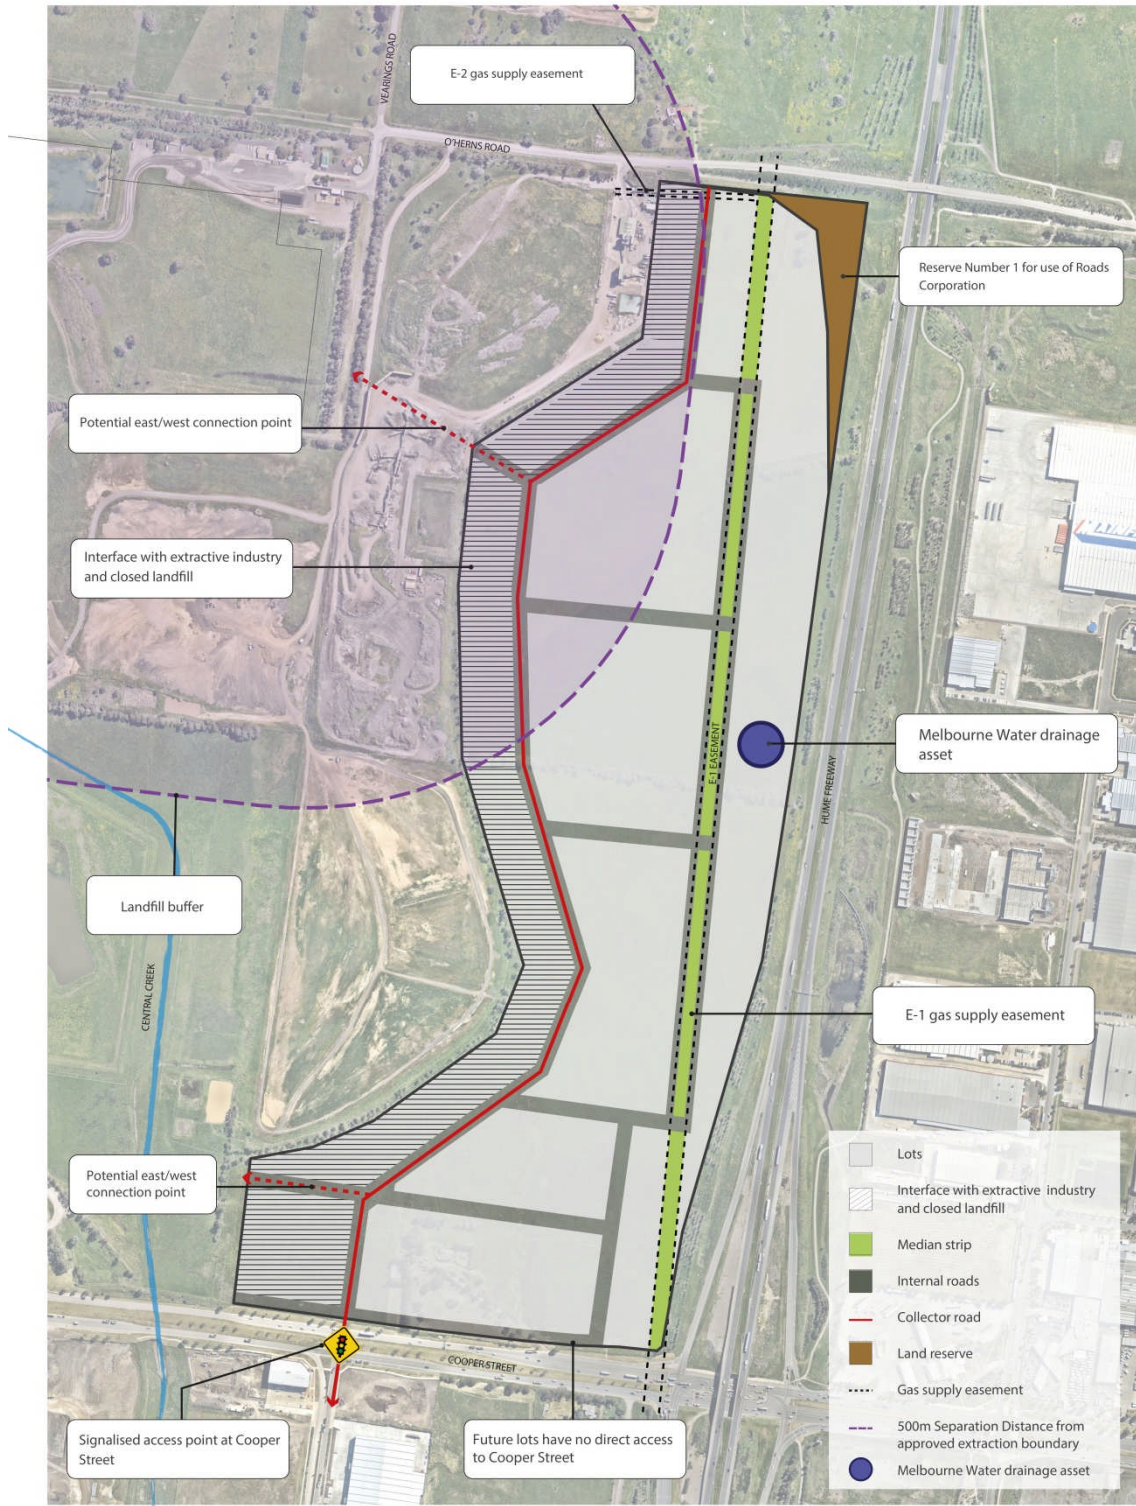 E-2 gas supply easement
VEARINGS ROAD
O'HERNS ROAD
Reserve Number 1 for use of Roads
Corporation
Potential east/west connection point
Interface with extractive industry
and closed landfill
E-1 EASEMENT
Melbourne Water drainage
asset
HUME FREEWAY
Landfill buffer
CENTRAL CREEK
E-1 gas supply easement
Potential east/west
connection point
COOPER STREET
Signalised access point at Cooper
Street
Future lots have no direct access
to Cooper Street
Lots
Interface with extractive industry
and closed landfill
Median strip
Internal roads
Collector road
Land reserve
Gas supply easement
500m Separation Distance from
approved extraction boundary
Melbourne Water drainage asset